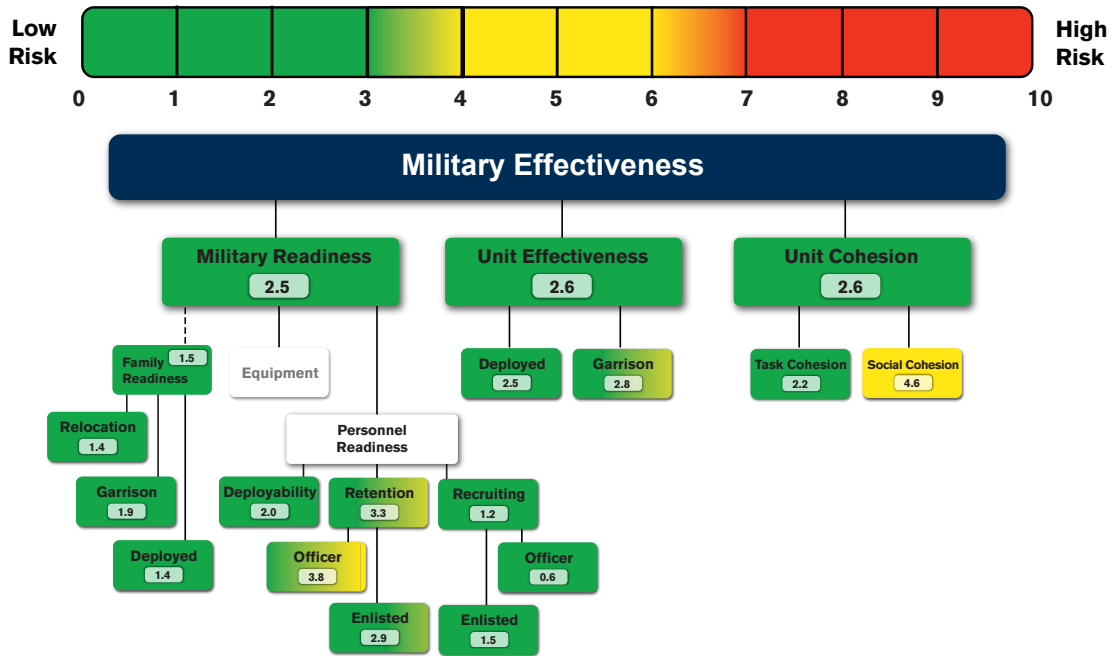 Low
Risk
High
Risk
0 1 2 3 4 5 6 7 8 9 10
Military Effectiveness
Military Readiness
2.5
Unit Effectiveness
2.6
Unit Cohesion
2.6
Family
Readiness
1.5
Equipment
Deployed
2.5
Garrison
2.8
Task Cohesion
2.2
Social Cohesion
4.6
Relocation
1.4
Garrison
1.9
Deployed
1.4
Personnel
Readiness
Deployability
2.0
Retention
3.3
Recruiting
1.2
Officer
3.8
Enlisted
2.9
Officer
0.6
Enlisted
1.5